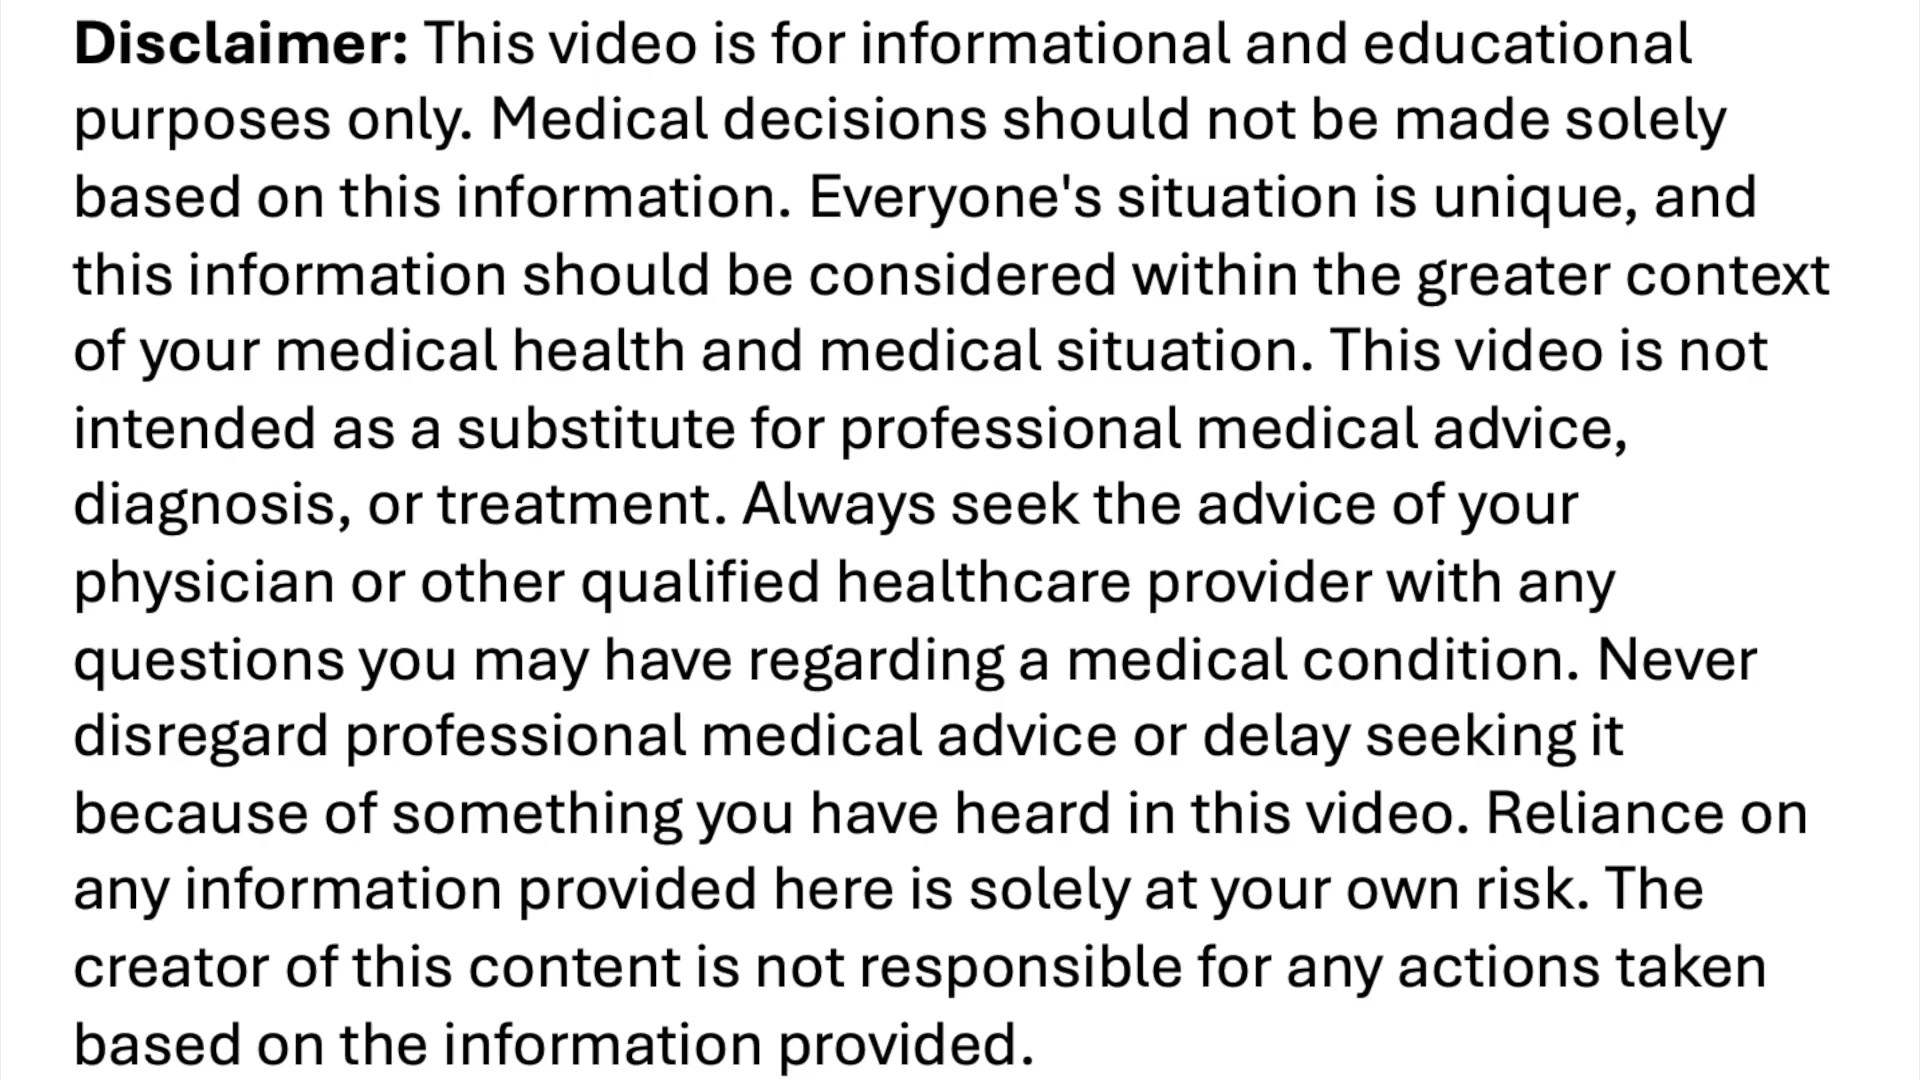 Disclaimer: This video is for informational and educational
purposes only. Medical decisions should not be made solely
based on this information. Everyone's situation is unique, and
this information should be considered within the greater context
of your medical health and medical situation. This video is not
intended as a substitute for professional medical advice,
diagnosis, or treatment. Always seek the advice of your
physician or other qualified healthcare provider with any
questions you may have regarding a medical condition. Never
disregard professional medical advice or delay seeking it
because of something you have heard in this video. Reliance on
any information provided here is solely at your own risk. The
creator of this content is not responsible for any actions taken
based on the information provided.